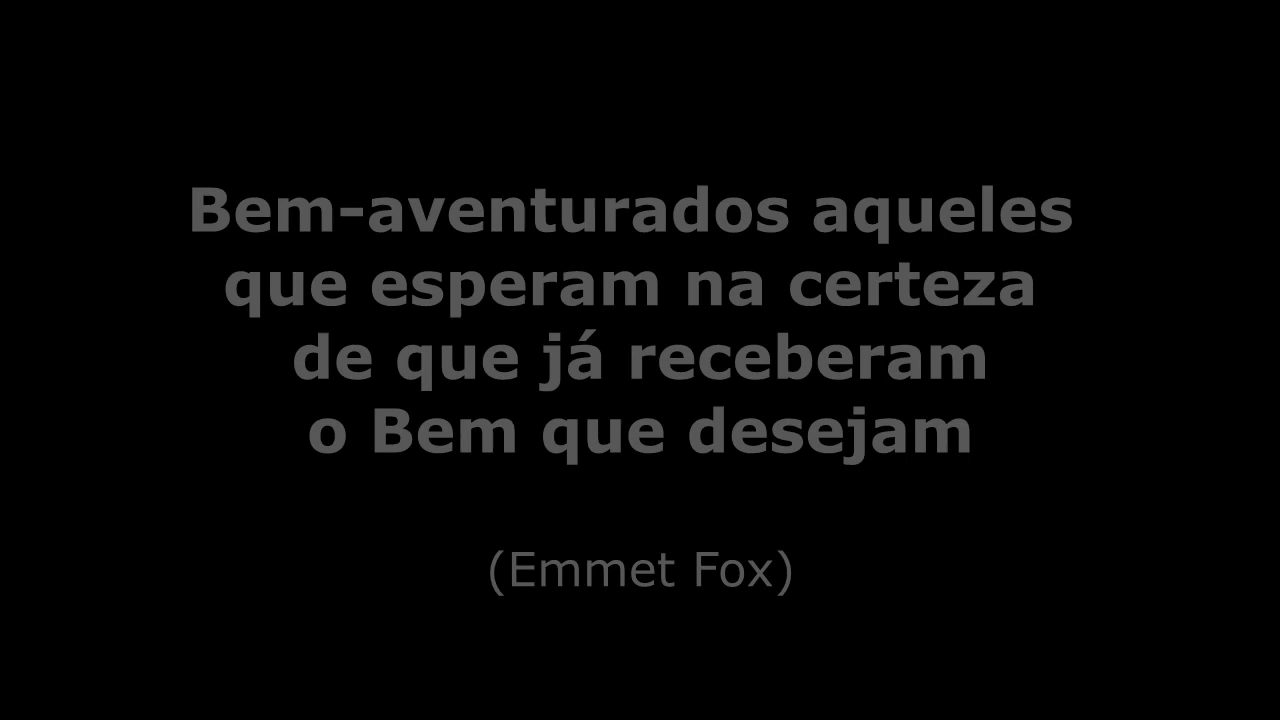 Bem-aventurados aqueles
que esperam na certeza
de que já receberam
o Bem que desejam
(Emmet Fox)